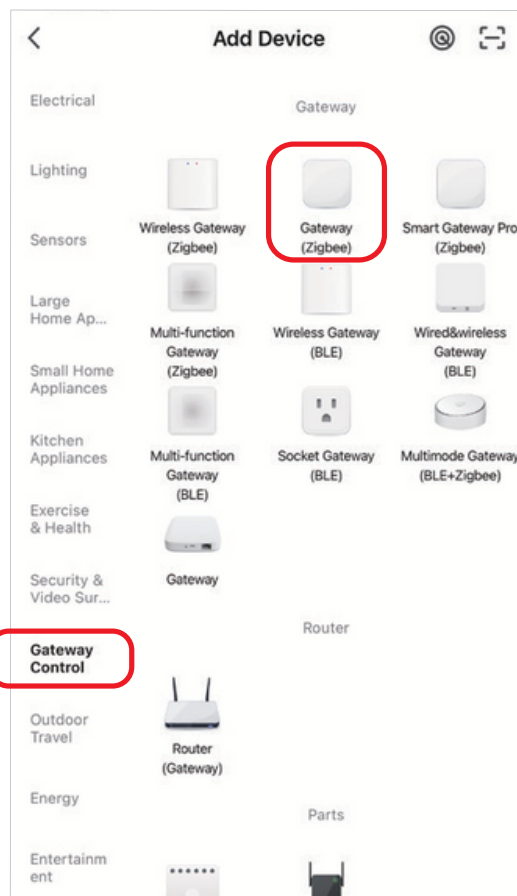 Add Device
Electrical
Lighting
Sensors
Large
Home Ap...
Small Home
Appliances
Kitchen
Appliances
Exercise
& Health
Security &
Video Sur...
Gateway
Control
Outdoor
Travel
Energy
Entertainm
ent
Gateway
Wireless Gateway
(Zigbee)
Gateway
(Zigbee)
Smart Gateway Pro
(Zigbee)
Multi-function
Gateway
(Zigbee)
Wireless Gateway
(BLE)
Wired&wireless
Gateway
(BLE)
Multi-function
Gateway
(BLE)
Socket Gateway
(BLE)
Multimode Gateway
(BLE+Zigbee)
Gateway
Router
Router
(Gateway)
Parts